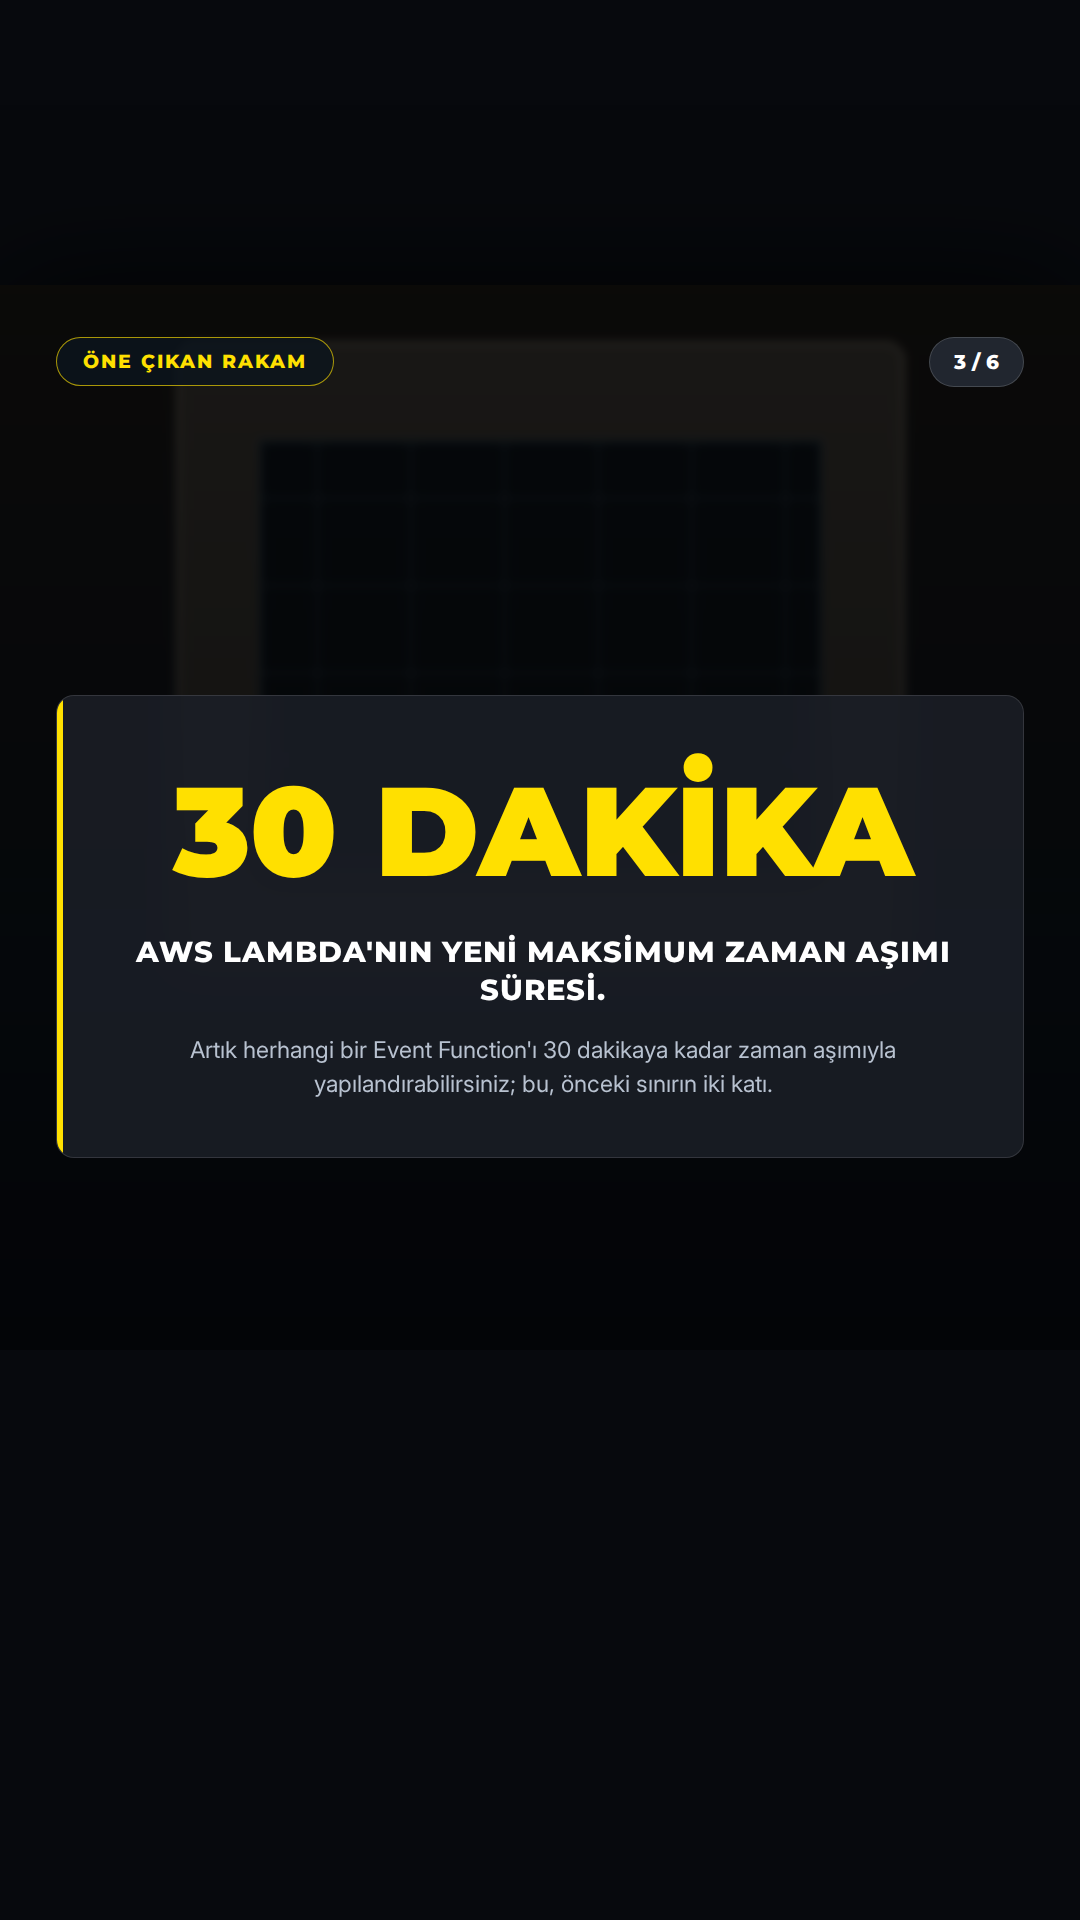 ÖNE ÇIKAN RAKAM
3 / 6
30 DAKİKA
AWS LAMBDA'NIN YENİ MAKSİMUM ZAMAN AŞIMI
SÜRESİ.
Artık herhangi bir Event Function'ı 30 dakikaya kadar zaman aşımıyla
yapılandırabilirsiniz; bu, önceki sınırın iki katı.